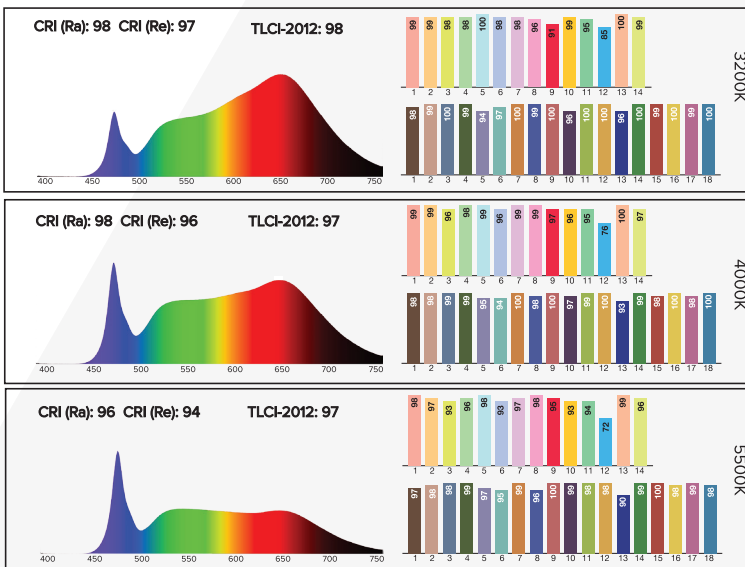 CRI (Ra): 98 CRI (Re): 97 TLCI-2012: 98
99 99 98 98 100 98 98 96 91 99 95 85 100 99
1 2 3 4 5 6 7 8 9 10 11 12 13 14
98 99 100 99 94 97 100 99 100 96 100 100 96 100 99 100 100 100
1 2 3 4 5 6 7 8 9 10 11 12 13 14 15 16 17 18
400 450 500 550 600 650 700 750
3200K
CRI (Ra): 98 CRI (Re): 96 TLCI-2012: 97
99 99 96 98 99 96 99 99 97 96 95 76 100 97
1 2 3 4 5 6 7 8 9 10 11 12 13 14
98 98 99 99 95 94 100 98 100 97 99 100 93 99 98 100 98 100
1 2 3 4 5 6 7 8 9 10 11 12 13 14 15 16 17 18
400 450 500 550 600 650 700 750
4000K
CRI (Ra): 96 CRI (Re): 94 TLCI-2012: 97
98 97 93 96 98 93 97 98 95 93 94 72 99 96
1 2 3 4 5 6 7 8 9 10 11 12 13 14
97 98 98 99 97 95 99 96 100 99 98 98 90 99 100 98 99 98
1 2 3 4 5 6 7 8 9 10 11 12 13 14 15 16 17 18
400 450 500 550 600 650 700 750
5500K